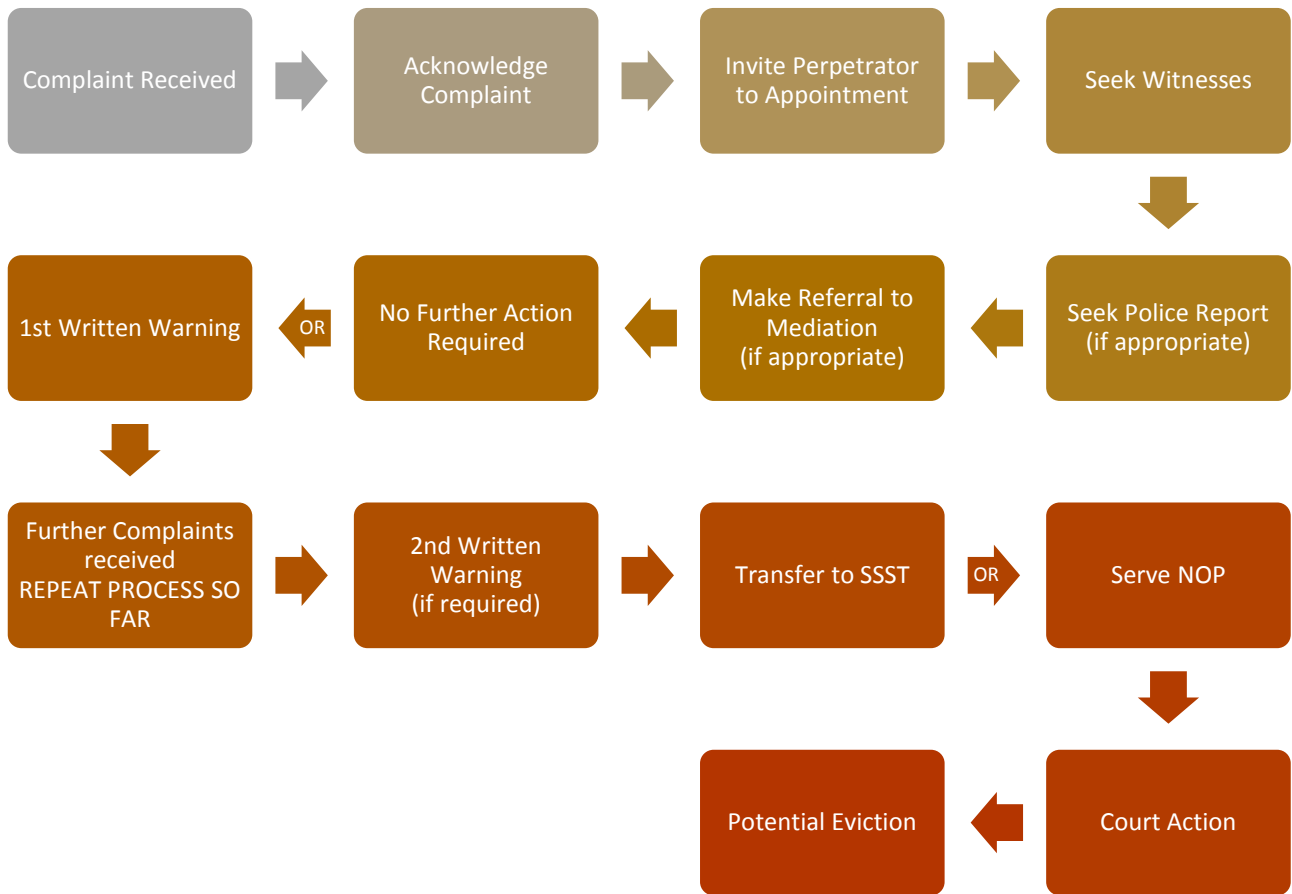 Complaint Received
Acknowledge
Complaint
Invite Perpetrator
to Appointment
Seek Witnesses
Seek Police Report
(if appropriate)
Make Referral to
Mediation
(if appropriate)
No Further Action
Required
OR
1st Written Warning
Further Complaints
received
REPEAT PROCESS SO
FAR
2nd Written
Warning
(if required)
Transfer to SSST
OR
Serve NOP
Court Action
Potential Eviction